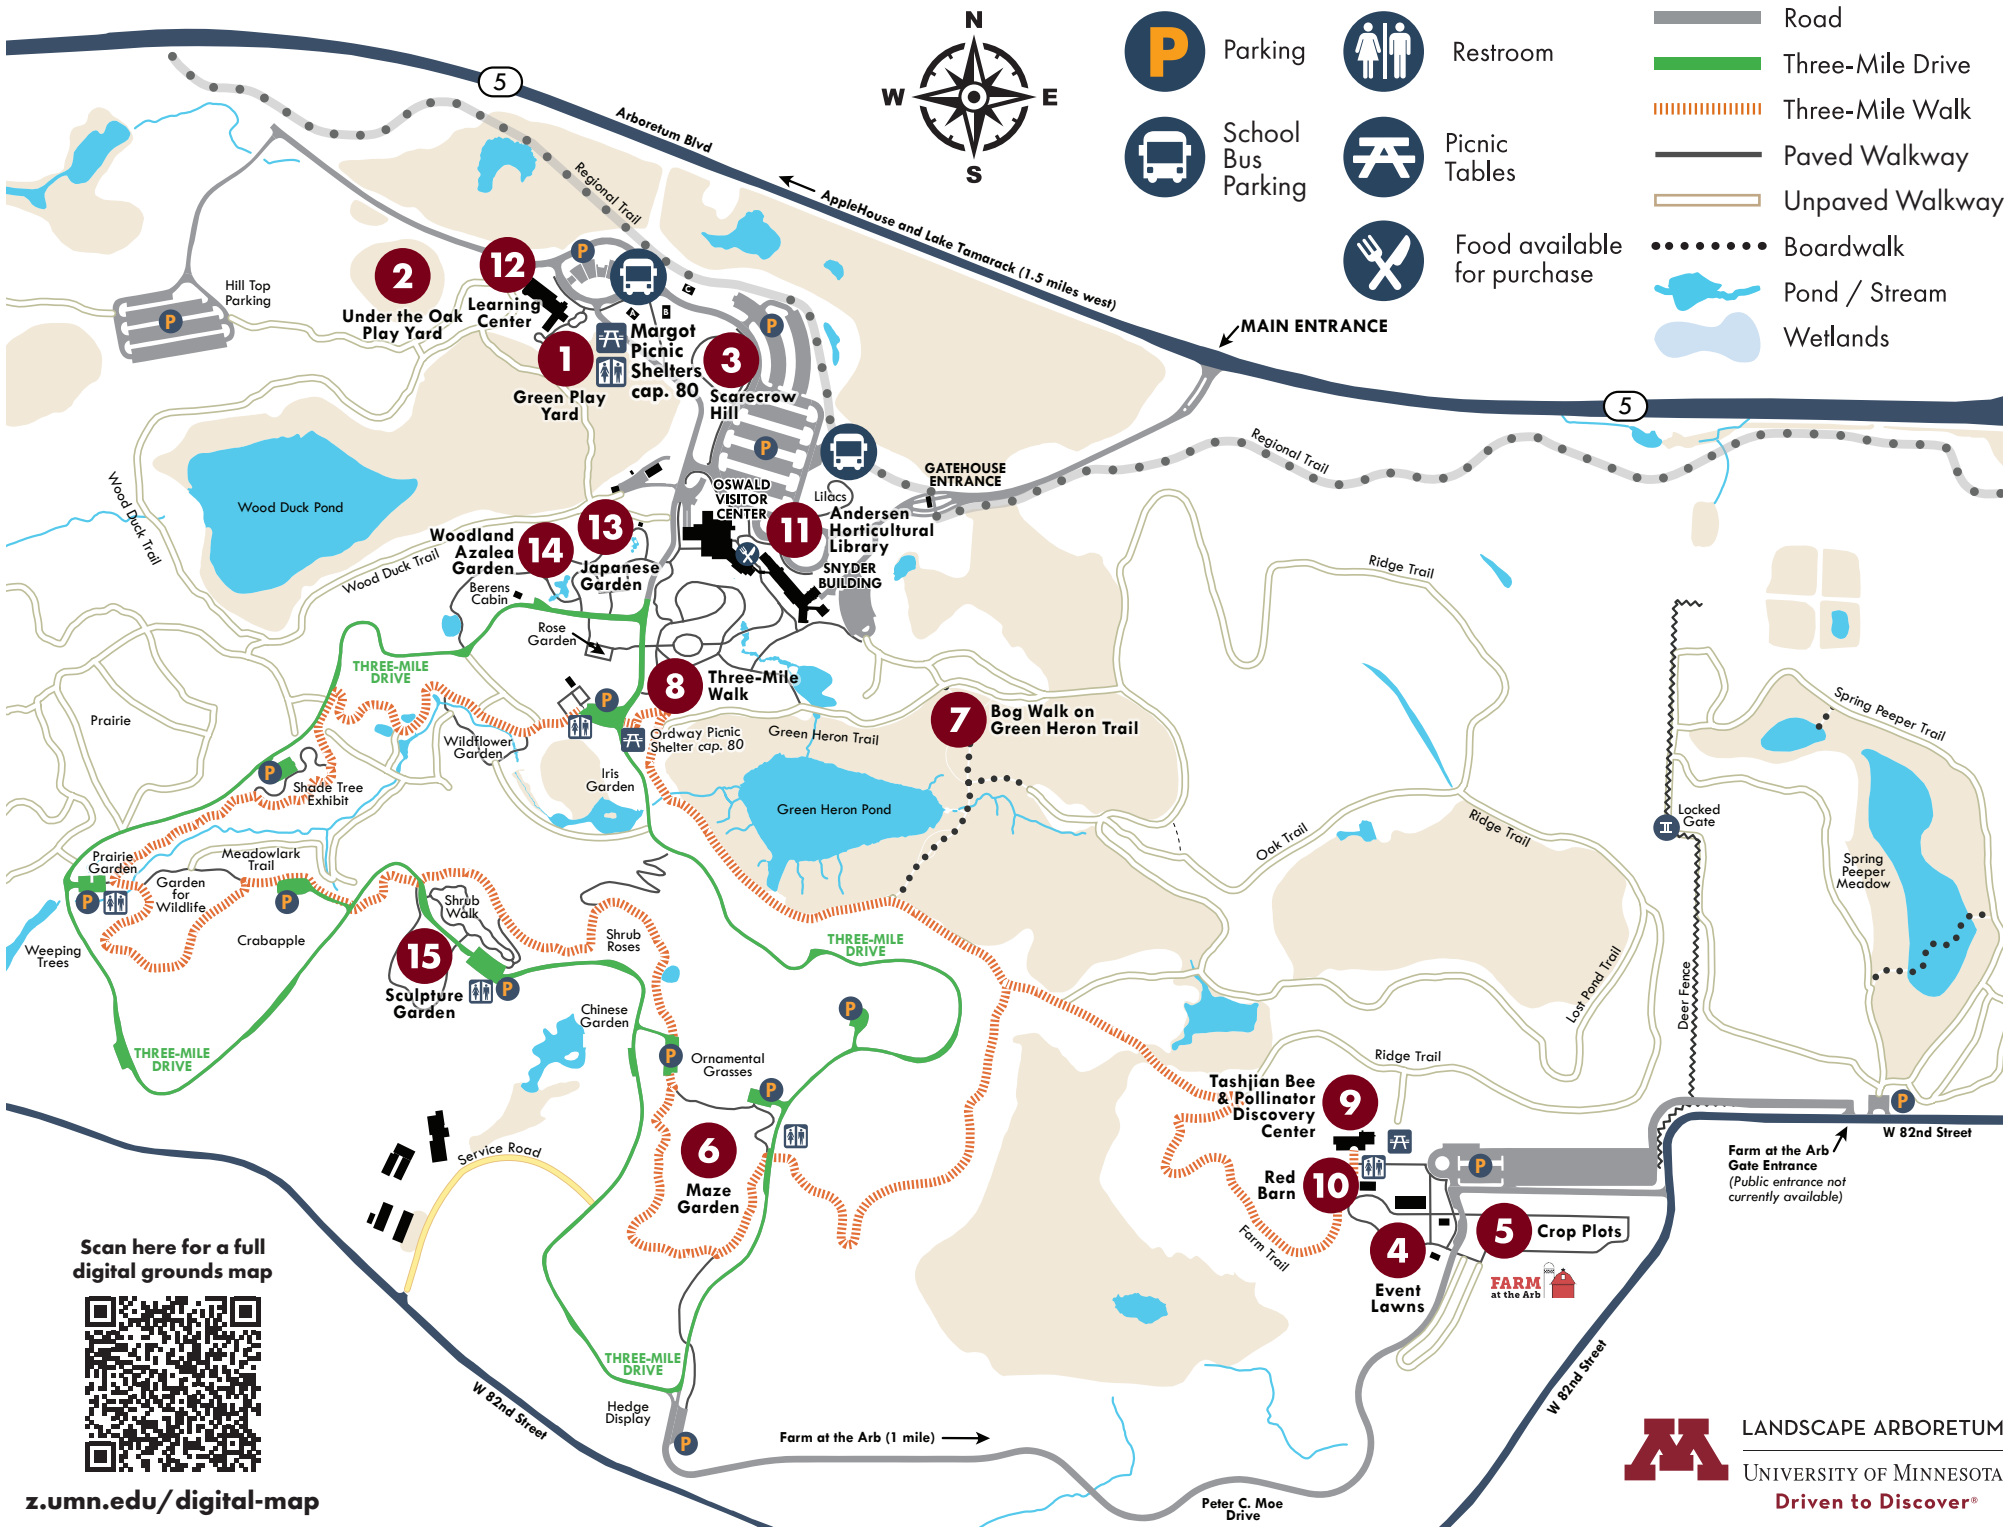 N
W
E
S
P
Parking
Restroom
School
Bus
Parking
Picnic
Tables
Food available
for purchase
Road
Three-Mile Drive
Three-Mile Walk
Paved Walkway
Unpaved Walkway
Boardwalk
Pond / Stream
Wetlands
5
Arboretum Blvd
AppleHouse and Lake Tamarack (1.5 miles west)
Regional Trail
MAIN ENTRANCE
5
Regional Trail
Hill Top
Parking
P
2
Under the Oak
Play Yard
12
Learning
Center
P
A
B
C
1
Green Play
Yard
Margot
Picnic
Shelters
cap. 80
3
Scarecrow
Hill
P
P
GATEHOUSE
ENTRANCE
Lilacs
OSWALD
VISITOR
CENTER
11
Andersen
Horticultural
Library
SNYDER
BUILDING
Wood Duck Pond
Wood Duck Trail
Wood Duck Trail
13
Japanese
Garden
14
Woodland
Azalea
Garden
Berens
Cabin
Rose
Garden
THREE-MILE
DRIVE
8
Three-Mile
Walk
P
Ordway Picnic
Shelter cap. 80
Green Heron Trail
7
Bog Walk on
Green Heron Trail
Ridge Trail
Spring Peeper Trail
Prairie
Wildflower
Garden
Iris
Garden
Green Heron Pond
P
Shade Tree
Exhibit
Oak Trail
Ridge Trail
Locked
Gate
Spring
Peeper
Meadow
Prairie
Garden
Meadowlark
Trail
Garden
for
Wildlife
P
P
Crabapple
Weeping
Trees
Shrub
Walk
15
Sculpture
Garden
P
Shrub
Roses
THREE-MILE
DRIVE
Chinese
Garden
P
P
Lost Pond Trail
Deer Fence
THREE-MILE
DRIVE
Ornamental
Grasses
P
Ridge Trail
Tashjian Bee
& Pollinator
Discovery
Center
9
P
W 82nd Street
Farm at the Arb
Gate Entrance
(Public entrance not
currently available)
Service Road
6
Maze
Garden
Red
Barn
10
P
Farm Trail
4
Event
Lawns
5
Crop Plots
FARM
at the Arb
Scan here for a full
digital grounds map
z.umn.edu/digital-map
THREE-MILE
DRIVE
Hedge
Display
P
W 82nd Street
Farm at the Arb (1 mile)
Peter C. Moe
Drive
W 82nd Street
M
LANDSCAPE ARBORETUM
UNIVERSITY OF MINNESOTA
Driven to Discover®